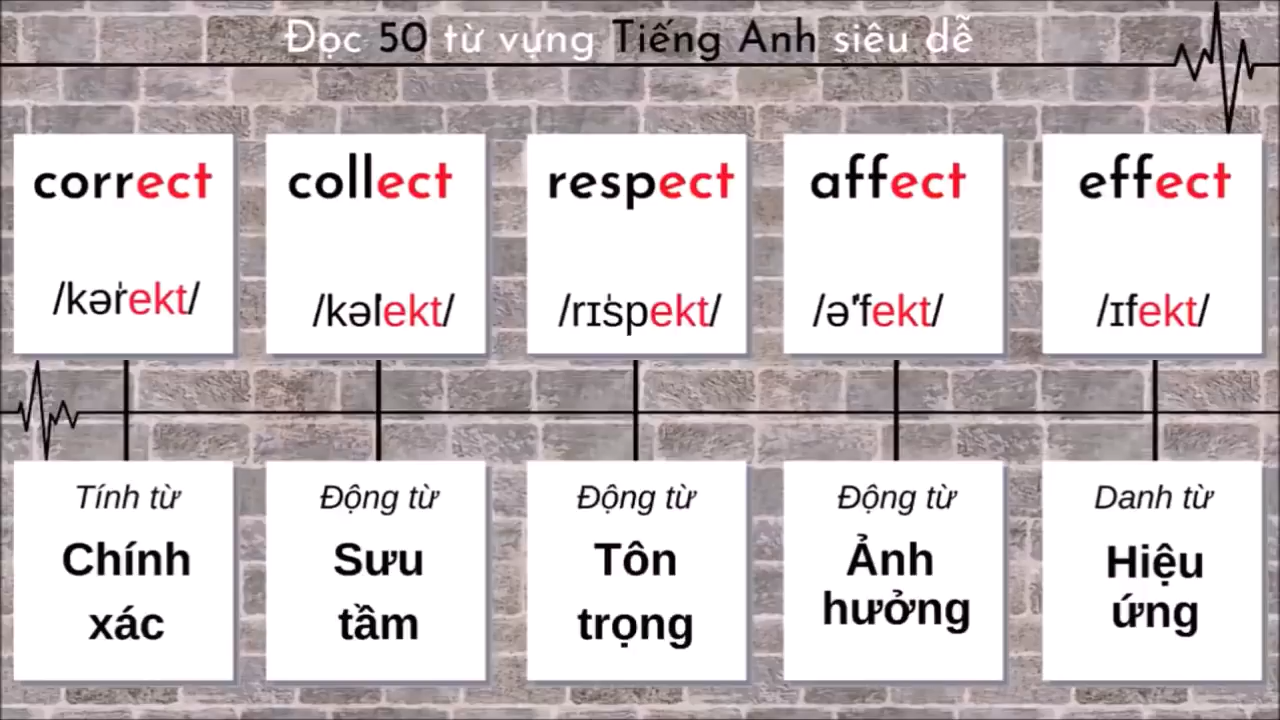 Đọc 50 từ vựng Tiếng Anh siêu dễ
correct
/kəˈrekt/
collect
/kəˈlekt/
respect
/rɪˈspekt/
affect
/əˈfekt/
effect
/ɪfekt/
Tính từ
Chính
xác
Động từ
Sưu
tầm
Động từ
Tôn
trọng
Động từ
Ảnh
hưởng
Danh từ
Hiệu
ứng